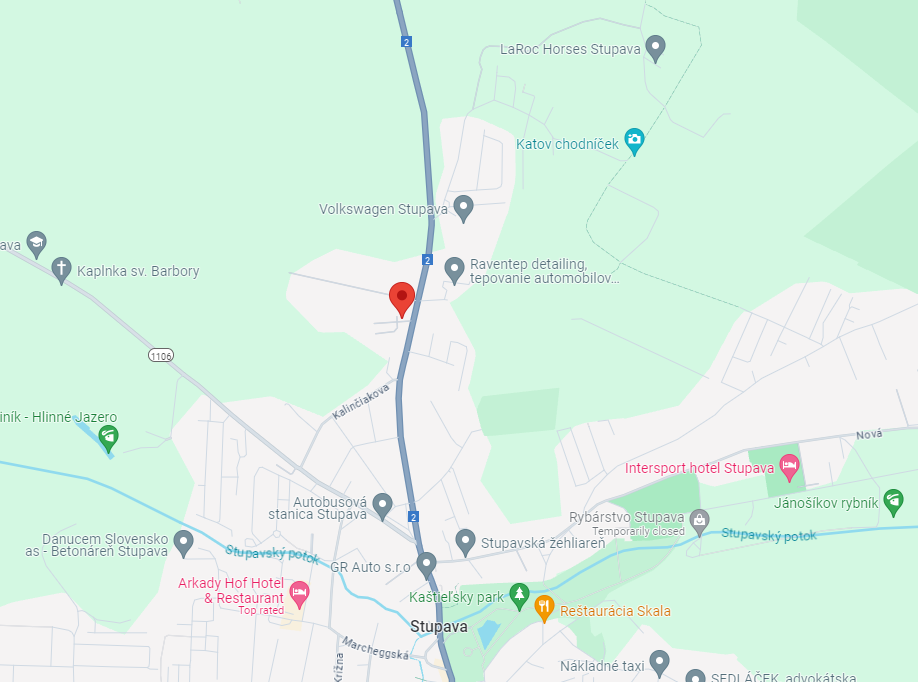 2
LaRoc Horses Stupava
Katov chodníček
Volkswagen Stupava
ava
Kaplnka sv. Barbory
2
Raventep detailing,
tepovanie automobilov...
1106
Kalinčiakova
iník - Hlinné Jazero
Nová
Intersport hotel Stupava
Jánošíkov rybník
Autobusová
stanica Stupava
2
Rybárstvo Stupava
Temporarily closed
Stupavský potok
Danucem Slovensko
as - Betonáreň Stupava
Stupavská žehliareň
Stupavský potok
GR Auto s.r.o
Arkady Hof Hotel
& Restaurant
Top rated
Kaštieľsky park
Reštaurácia Skala
Stupava
Marcheggská
Krížna
Nákladné taxi
SEDLÁČEK, advokátska